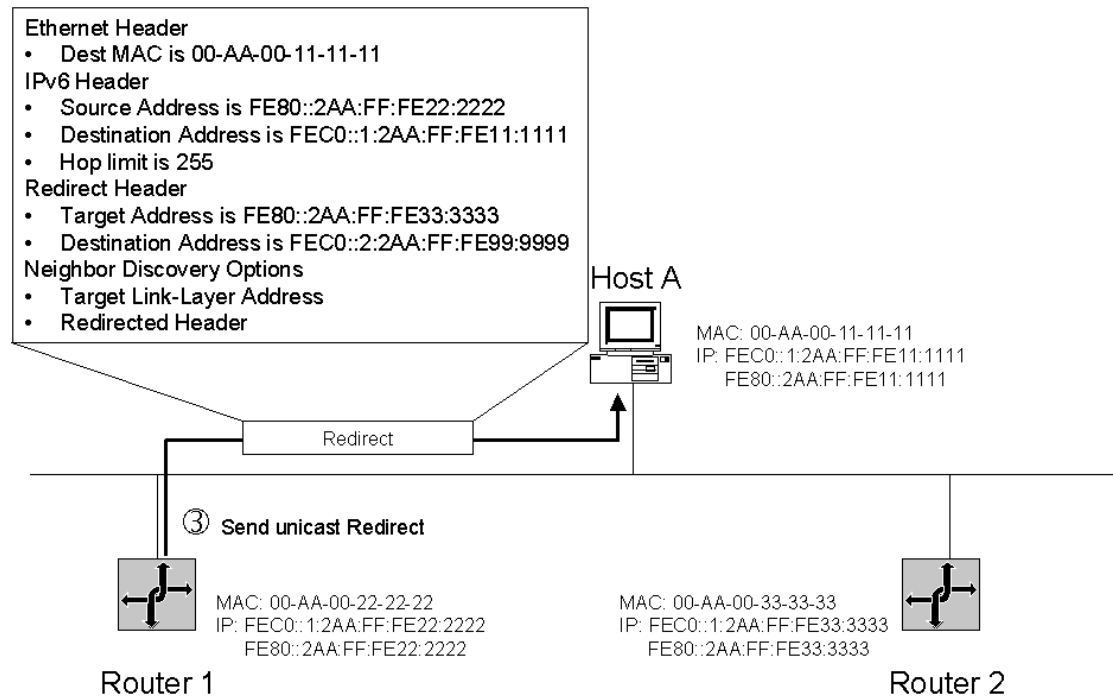 Ethernet Header
• Dest MAC is 00-AA-00-11-11-11
IPv6 Header
• Source Address is FE80::2AA:FF:FE22:2222
• Destination Address is FEC0::1:2AA:FF:FE11:1111
• Hop limit is 255
Redirect Header
• Target Address is FE80::2AA:FF:FE33:3333
• Destination Address is FEC0::2:2AA:FF:FE99:9999
Neighbor Discovery Options
• Target Link-Layer Address
• Redirected Header
Host A
MAC: 00-AA-00-11-11-11
IP: FEC0::1:2AA:FF:FE11:1111
FE80::2AA:FF:FE11:1111
Redirect
③ Send unicast Redirect
MAC: 00-AA-00-22-22-22
IP: FEC0::1:2AA:FF:FE22:2222
FE80::2AA:FF:FE22:2222
Router 1
MAC: 00-AA-00-33-33-33
IP: FEC0::1:2AA:FF:FE33:3333
FE80::2AA:FF:FE33:3333
Router 2